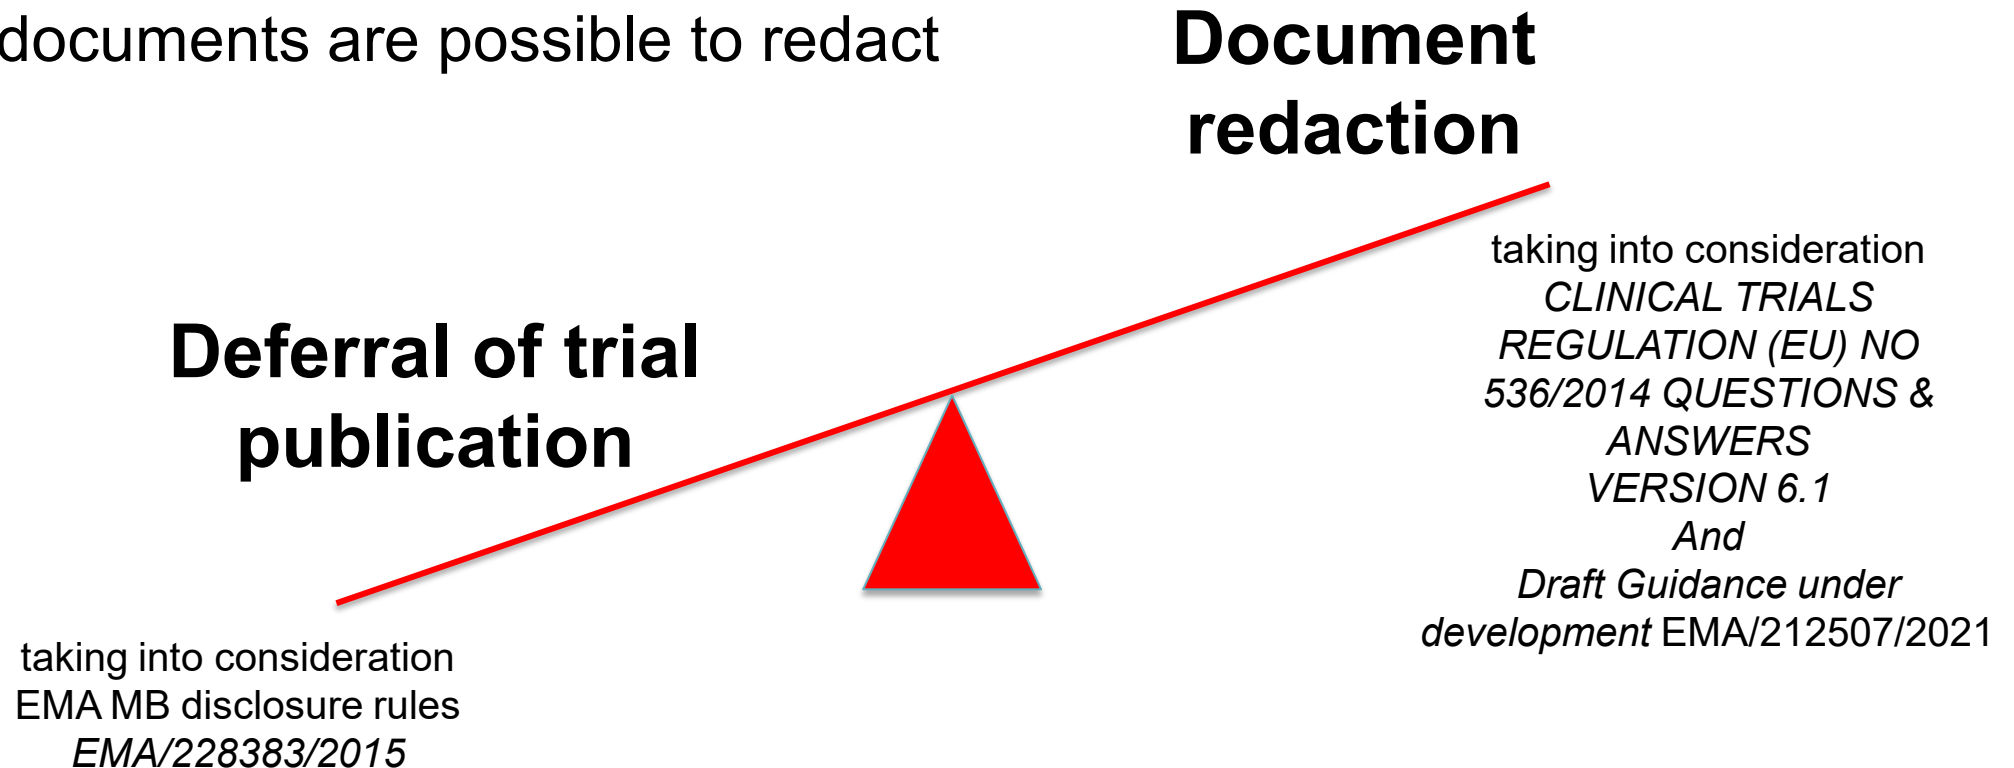 documents are possible to redact
Document
redaction
Deferral of trial
publication
taking into consideration
EMA MB disclosure rules
EMA/228383/2015
taking into consideration
CLINICAL TRIALS
REGULATION (EU) NO
536/2014 QUESTIONS &
ANSWERS
VERSION 6.1
And
Draft Guidance under
development EMA/212507/2021